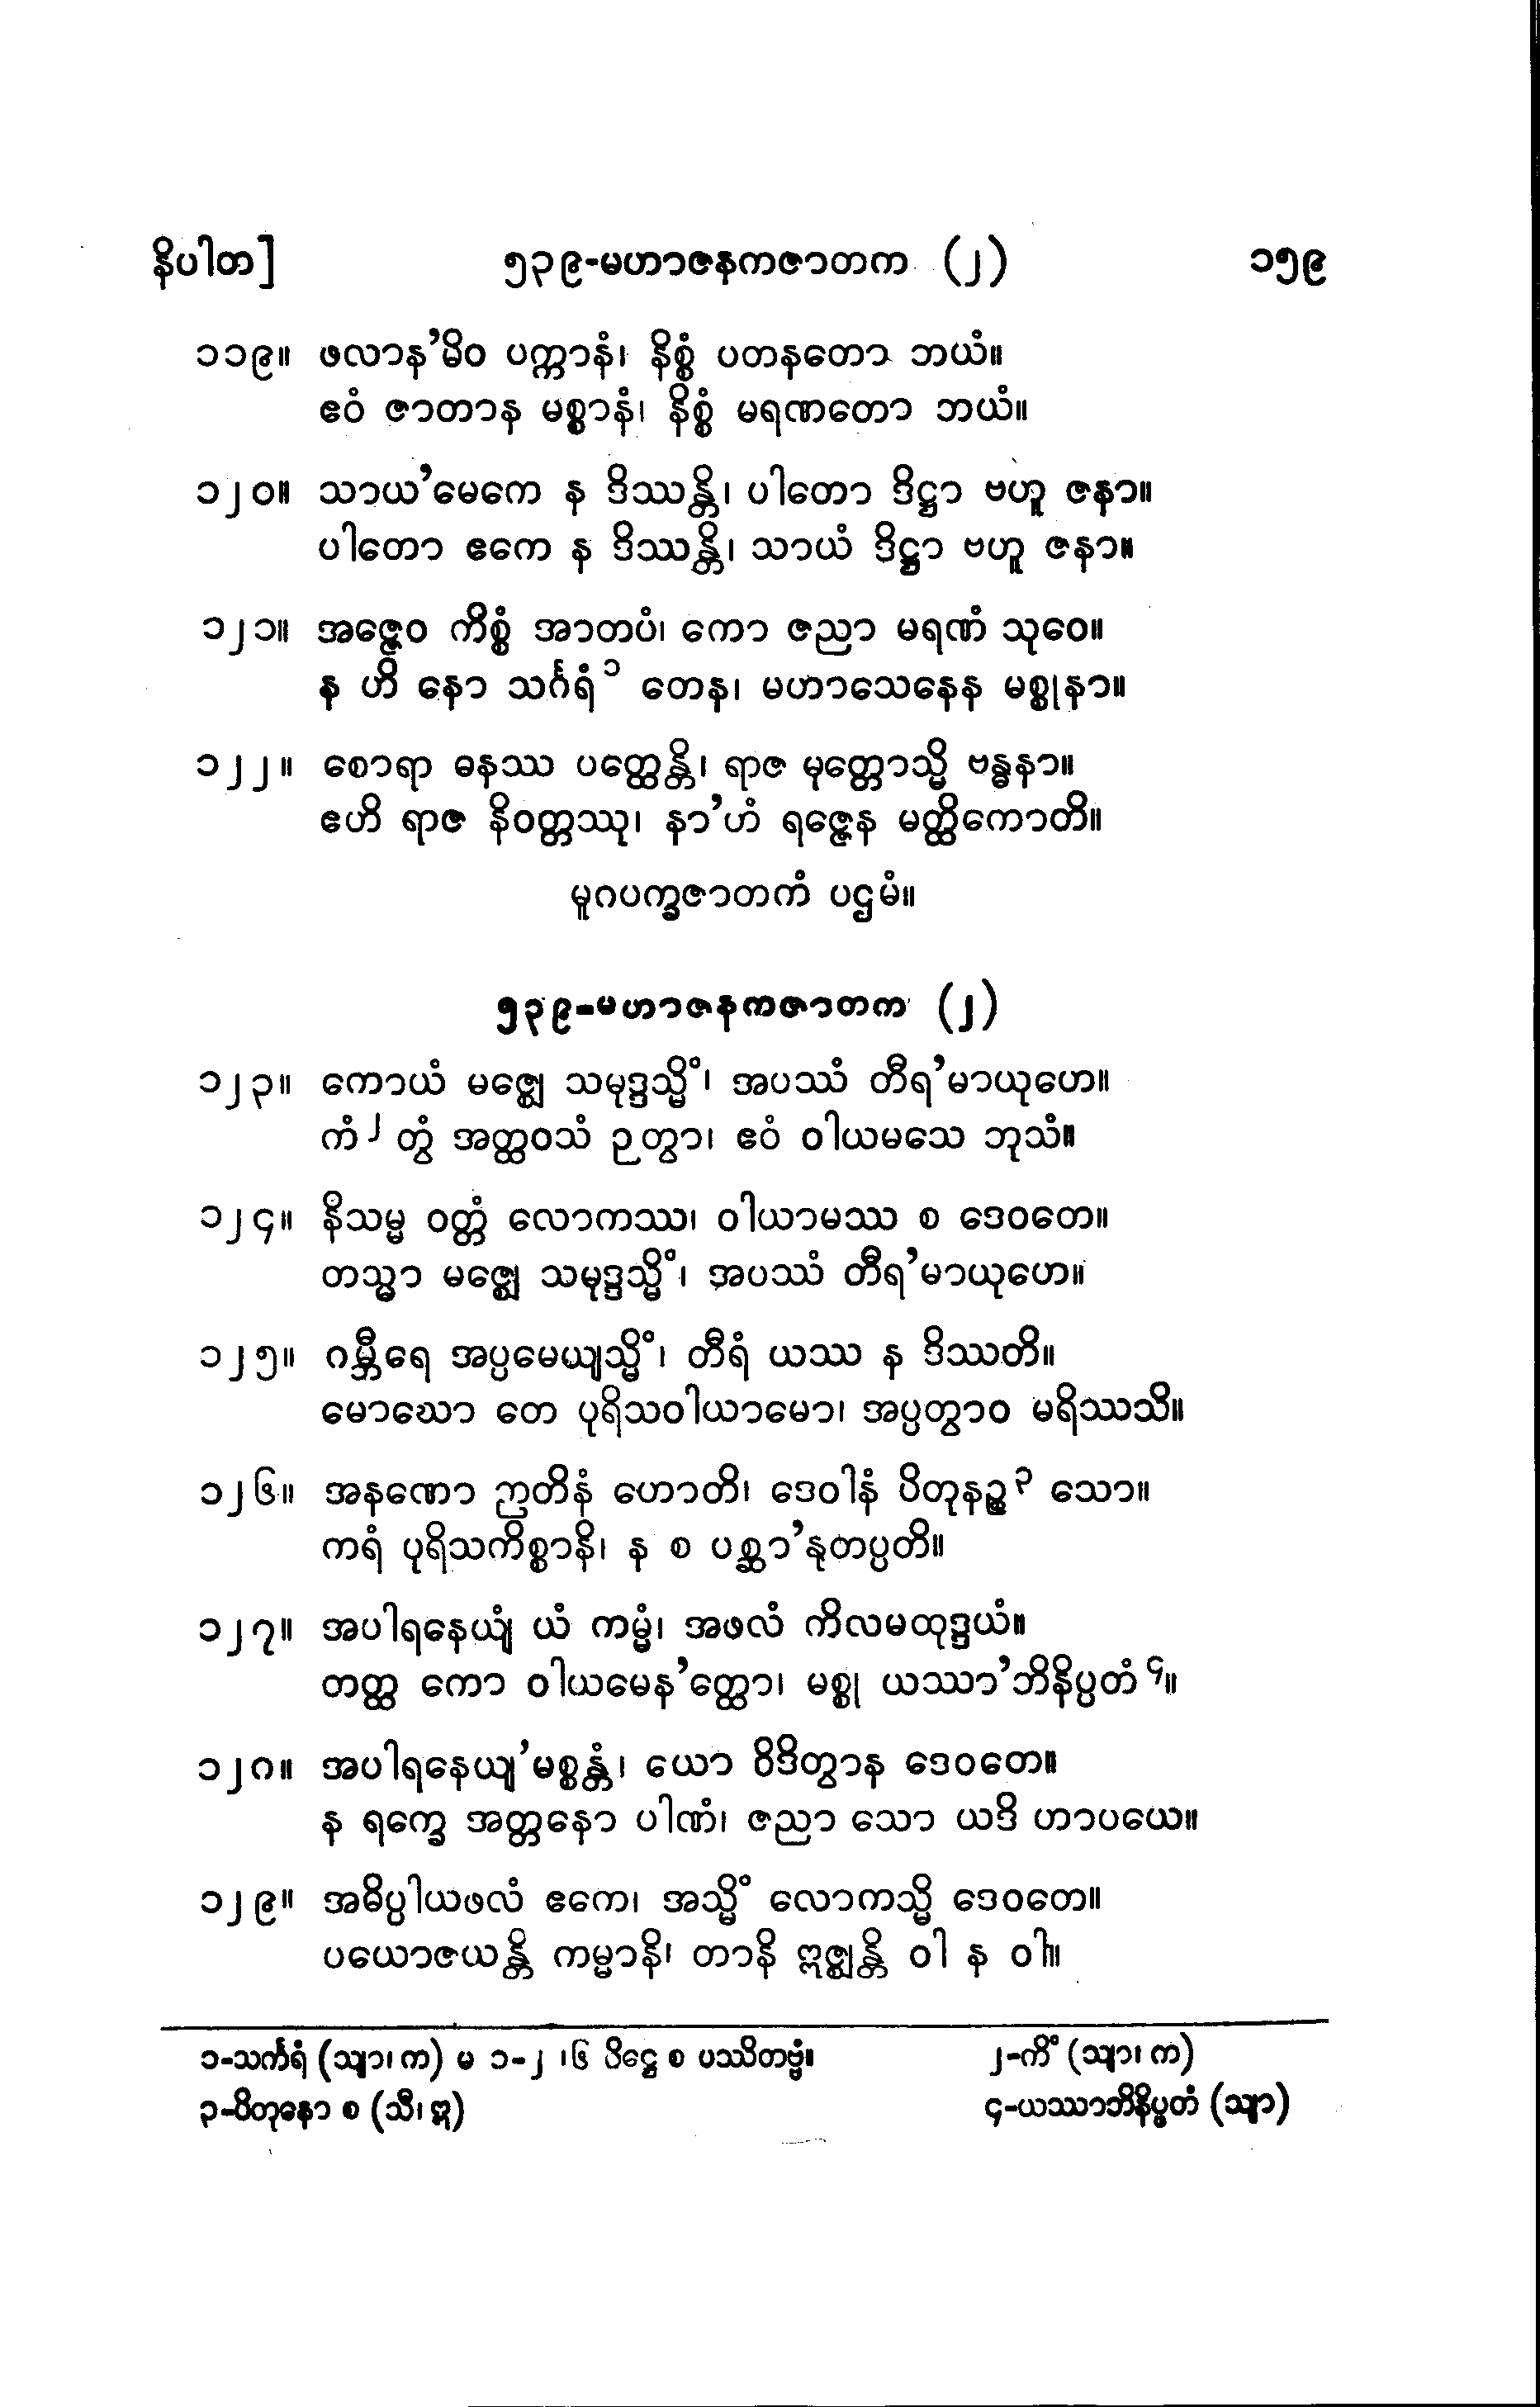 နိပါတ] ၅၃၉-မဟာဇနကဇာတက (၂) ၁၅၉
၁၁၉။ ဖလာန’မိဝ ပက္ကာနံ၊ နိစ္စံ ပတနတော ဘယံ။
ဧဝံ ဇာတာန မစ္စာနံ၊ နိစ္စံ မရဏတော ဘယံ။
၁၂၀။ သာယ’မေကေ န ဒိဿန္တိ၊ ပါတော ဒိဋ္ဌာ ဗဟူ ဇနာ။
ပါတော ဧကေ န ဒိဿန္တိ၊ သာယံ ဒိဋ္ဌာ ဗဟူ ဇနာ။
၁၂၁။ အဇ္ဇေဝ ကိစ္စံ အာတပံ၊ ကော ဇညာ မရဏံ သုဝေ။
န ဟိ နော သင်္ဂရံ ၁ တေန၊ မဟာသေနေန မစ္စုနာ။
၁၂၂။ စောရာ ဓနဿ ပတ္ထေန္တိ၊ ရာဇ မုတ္တောသ္မိ ဗန္ဓနာ။
ဧဟိ ရာဇ နိဝတ္တဿု၊ နာ’ဟံ ရဇ္ဇေန မတ္ထိကောတိ။
မူဂပက္ခဇာတကံ ပဌမံ။
၅၃၉-မဟာဇနကဇာတက (၂)
၁၂၃။ ကောယံ မဇ္ဈေ သမုဒ္ဒသ္မိံ၊ အပဿံ တီရ’မာယုဟေ။
ကံ ၂ တွံ အတ္ထဝသံ ဉတွာ၊ ဧဝံ ဝါယမသေ ဘုသံ။
၁၂၄။ နိသမ္မ ဝတ္တံ လောကဿ၊ ဝါယာမဿ စ ဒေဝတေ။
တသ္မာ မဇ္ဈေ သမုဒ္ဒသ္မိံ၊ အပဿံ တီရ’မာယုဟေ။
၁၂၅။ ဂမ္ဘီရေ အပ္ပမေယျသ္မိံ၊ တီရံ ယဿ န ဒိဿတိ။
မောဃော တေ ပုရိသဝါယာမော၊ အပ္ပတွာဝ မရိဿသိ။
၁၂၆။ အနဏော ဉာတိနံ ဟောတိ၊ ဒေဝါနံ ပိတုနဉ္စ ၃ သော။
ကရံ ပုရိသကိစ္စာနိ၊ န စ ပစ္ဆာ’နုတပ္ပတိ။
၁၂၇။ အပါရနေယျံ ယံ ကမ္မံ၊ အဖလံ ကိလမထုဒ္ဒယံ။
တတ္ထ ကော ဝါယမေန’တ္ထော၊ မစ္စု ယဿာ’ဘိနိပ္ပတံ ၄။
၁၂၈။ အပါရနေယျ’မစ္စန္တံ၊ ယော ဝိဒိတွာန ဒေဝတေ။
န ရက္ခေ အတ္တနော ပါဏံ၊ ဇညာ သော ယဒိ ဟာပယေ။
၁၂၉။ အဓိပ္ပါယဖလံ ဧကေ၊ အသ္မိံ လောကသ္မိ ဒေဝတေ။
ပယောဇယန္တိ ကမ္မာနိ၊ တာနိ ဣဇ္ဈန္တိ ဝါ န ဝါ။
၁-သင်္ကရံ (သျာ၊ က) မ ၁-၂ ၊၆ ပိဋ္ဌေ စ ပဿိတဗ္ဗံ။ ၂-ကိံ (သျာ၊ က)
၃-ပိတုနော စ (သီ၊ ဣ) ၄-ယဿာဘိနိပ္ဖတံ (သျာ)